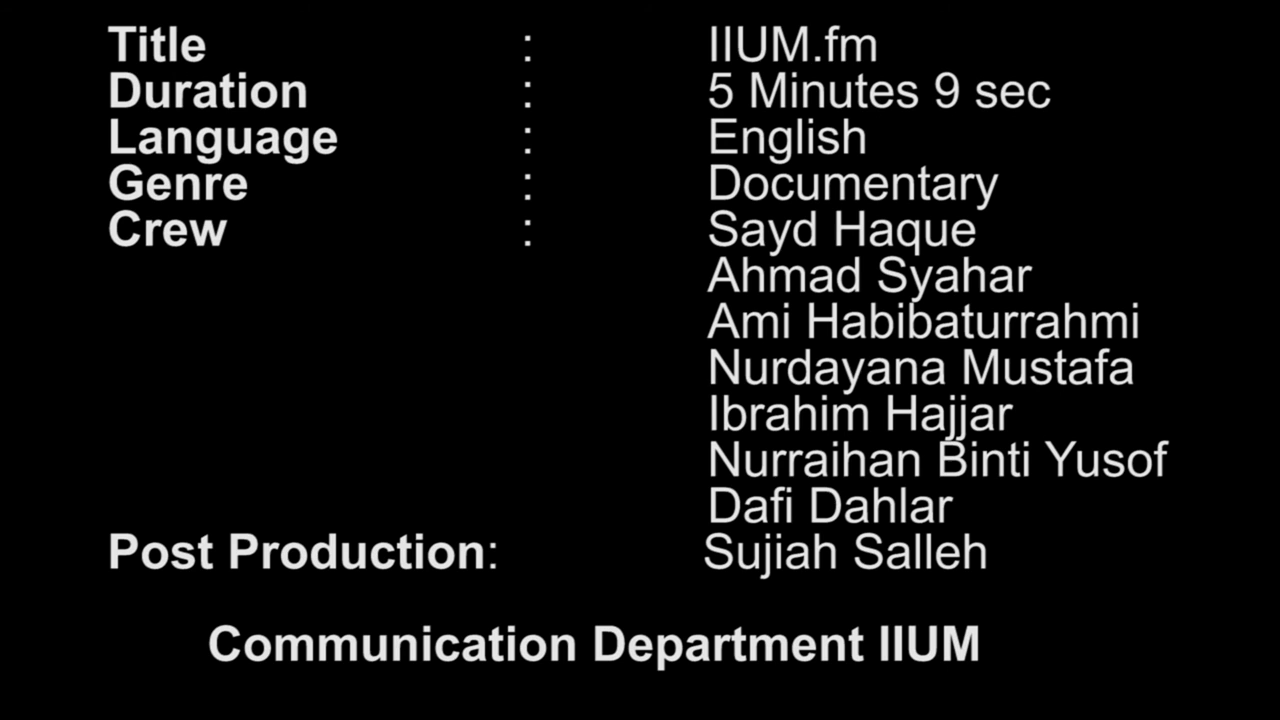 Title : IIUM.fm
Duration : 5 Minutes 9 sec
Language : English
Genre : Documentary
Crew : Sayd Haque
Ahmad Syahar
Ami Habibaturrahmi
Nurdayana Mustafa
Ibrahim Hajjar
Nurraihan Binti Yusof
Dafi Dahlar
Post Production: Sujiah Salleh
Communication Department IIUM